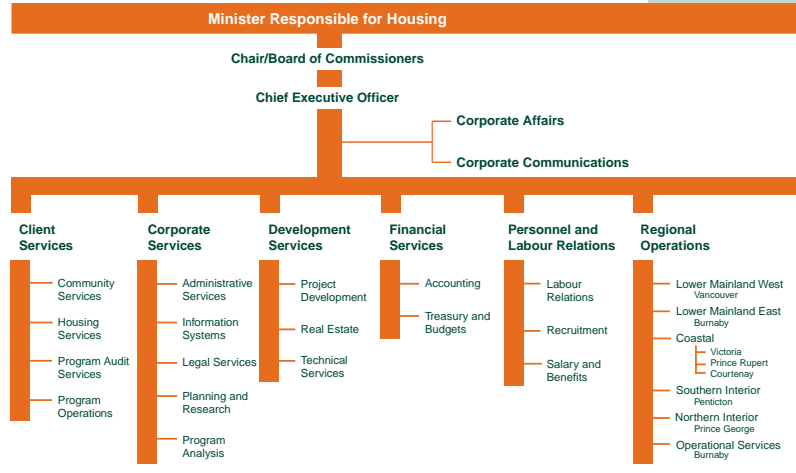 Minister Responsible for Housing
Chair/Board of Commissioners
Chief Executive Officer
Corporate Affairs
Corporate Communications
Client
Services
Community
Services
Housing
Services
Program Audit
Services
Program
Operations
Corporate
Services
Administrative
Services
Information
Systems
Legal Services
Planning and
Research
Program
Analysis
Development
Services
Project
Development
Real Estate
Technical
Services
Financial
Services
Accounting
Treasury and
Budgets
Personnel and
Labour Relations
Labour
Relations
Recruitment
Salary and
Benefits
Regional
Operations
Lower Mainland West
Vancouver
Lower Mainland East
Burnaby
Coastal
Victoria
Prince Rupert
Courtenay
Southern Interior
Penticton
Northern Interior
Prince George
Operational Services
Burnaby